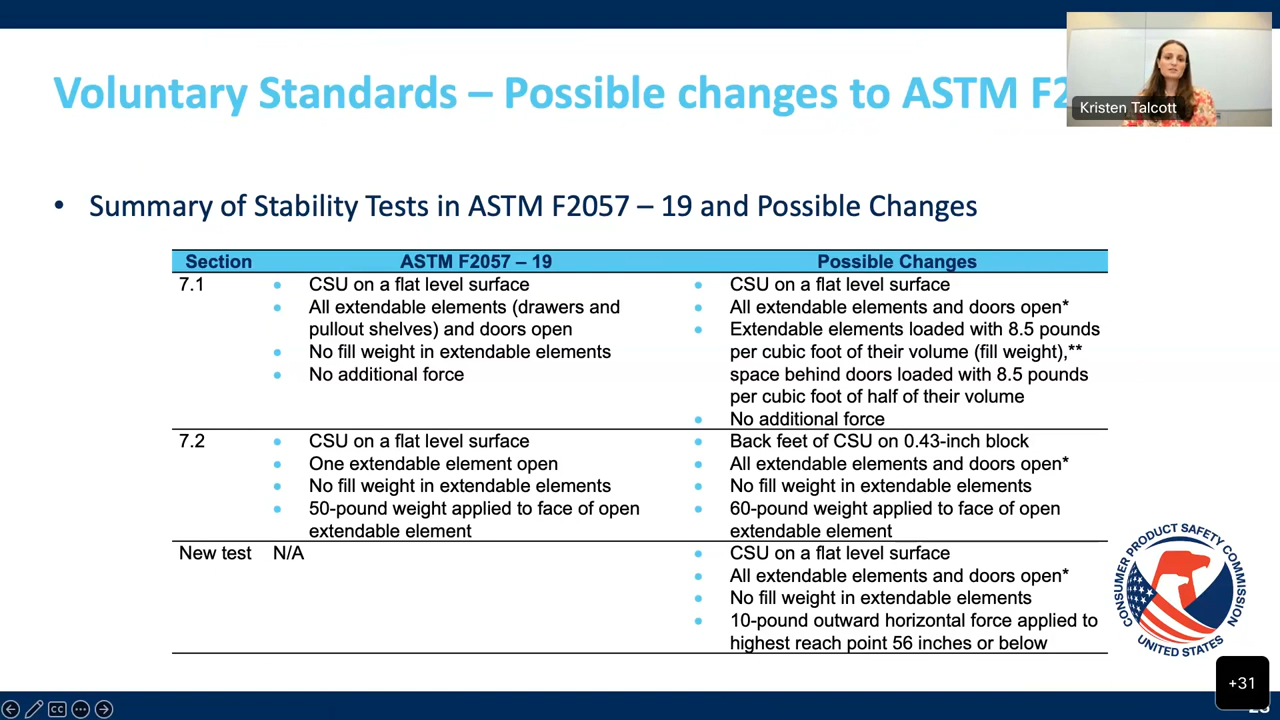 Voluntary Standards – Possible changes to ASTM F2
Kristen Talcott
• Summary of Stability Tests in ASTM F2057 – 19 and Possible Changes
Section ASTM F2057 – 19 Possible Changes
7.1
• CSU on a flat level surface
• All extendable elements (drawers and
pullout shelves) and doors open
• No fill weight in extendable elements
• No additional force
• CSU on a flat level surface
• All extendable elements and doors open*
• Extendable elements loaded with 8.5 pounds
per cubic foot of their volume (fill weight),**
space behind doors loaded with 8.5 pounds
per cubic foot of half of their volume
• No additional force
7.2
• CSU on a flat level surface
• One extendable element open
• No fill weight in extendable elements
• 50-pound weight applied to face of open
extendable element
• Back feet of CSU on 0.43-inch block
• All extendable elements and doors open*
• No fill weight in extendable elements
• 60-pound weight applied to face of open
extendable element
New test N/A
• CSU on a flat level surface
• All extendable elements and doors open*
• No fill weight in extendable elements
• 10-pound outward horizontal force applied to
highest reach point 56 inches or below
CONSUMER PRODUCT SAFETY COMMISSION
UNITED STATES
+31
CC